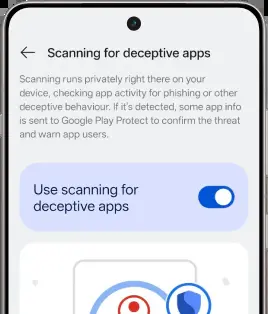 Scanning for deceptive apps
Scanning runs privately right there on your
device, checking app activity for phishing or other
deceptive behaviour. If it's detected, some app info
is sent to Google Play Protect to confirm the threat
and warn app users.
Use scanning for
deceptive apps